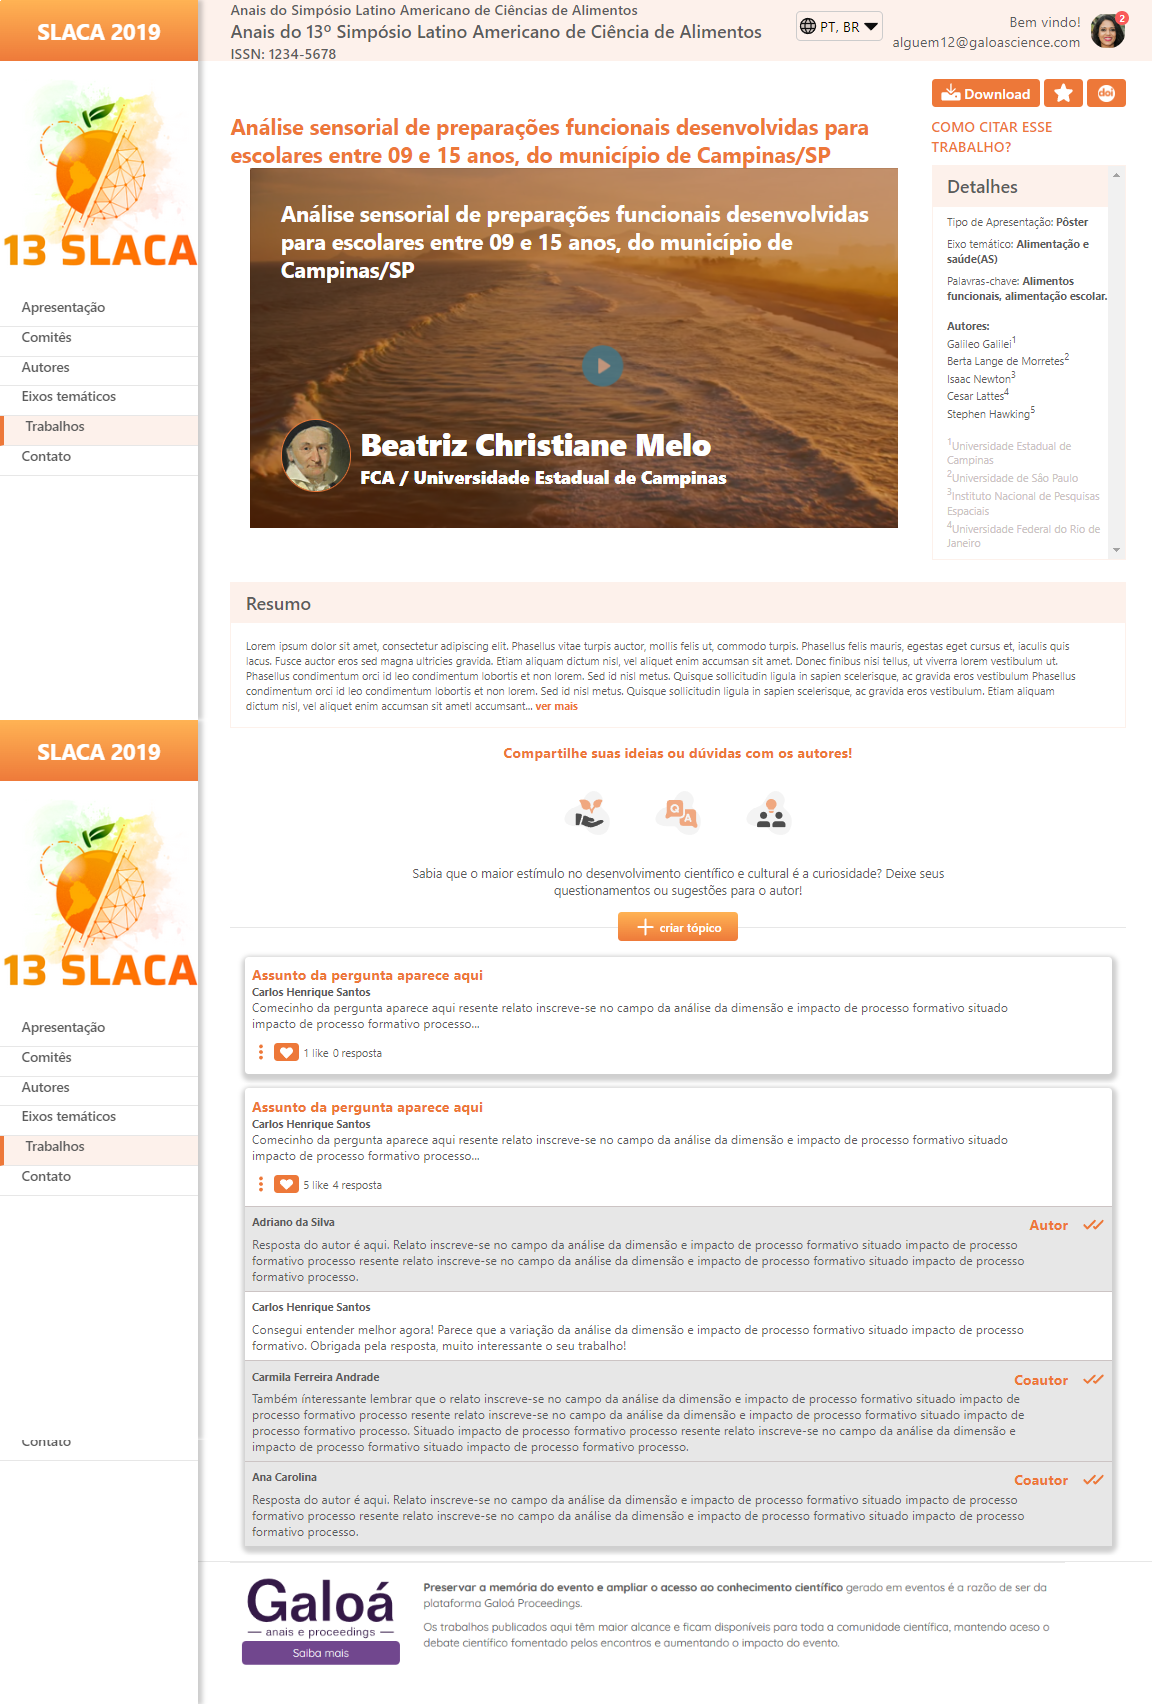 SLACA 2019
13 SLACA
Apresentação
Comitês
Autores
Eixos temáticos
Trabalhos
Contato
Anais do Simpósio Latino Americano de Ciências de Alimentos
Anais do 13º Simpósio Latino Americano de Ciência de Alimentos
ISSN: 1234-5678
PT, BR
Bem vindo!
alguem12@galoascience.com
2
Download
doi
COMO CITAR ESSE
TRABALHO?
Análise sensorial de preparações funcionais desenvolvidas para
escolares entre 09 e 15 anos, do município de Campinas/SP
Análise sensorial de preparações funcionais desenvolvidas
para escolares entre 09 e 15 anos, do município de
Campinas/SP
Beatriz Christiane Melo
FCA / Universidade Estadual de Campinas
Detalhes
Tipo de Apresentação: Pôster
Eixo temático: Alimentação e
saúde(AS)
Palavras-chave: Alimentos
funcionais, alimentação escolar.
Autores:
Galileo Galilei1
Berta Lange de Morretes2
Isaac Newton3
Cesar Lattes4
Stephen Hawking5
1Universidade Estadual de
Campinas
2Universidade de São Paulo
3Instituto Nacional de Pesquisas
Espaciais
4Universidade Federal do Rio de
Janeiro
Resumo
Lorem ipsum dolor sit amet, consectetur adipiscing elit. Phasellus vitae turpis auctor, mollis felis ut, commodo turpis. Phasellus felis mauris, egestas eget cursus et, iaculis quis
lacus. Fusce auctor eros sed magna ultricies gravida. Etiam aliquam dictum nisl, vel aliquet enim accumsan sit amet. Donec finibus nisi tellus, ut viverra lorem vestibulum ut.
Phasellus condimentum orci id leo condimentum lobortis et non lorem. Sed id nisl metus. Quisque sollicitudin ligula in sapien scelerisque, ac gravida eros vestibulum Phasellus
condimentum orci id leo condimentum lobortis et non lorem. Sed id nisl metus. Quisque sollicitudin ligula in sapien scelerisque, ac gravida eros vestibulum. Etiam aliquam
dictum nisl, vel aliquet enim accumsan sit ametl accumsant... ver mais
SLACA 2019
13 SLACA
Apresentação
Comitês
Autores
Eixos temáticos
Trabalhos
Contato
Contato
Compartilhe suas ideias ou dúvidas com os autores!
Q
A
Sabia que o maior estímulo no desenvolvimento científico e cultural é a curiosidade? Deixe seus
questionamentos ou sugestões para o autor!
criar tópico
Assunto da pergunta aparece aqui
Carlos Henrique Santos
Comecinho da pergunta aparece aqui resente relato inscreve-se no campo da análise da dimensão e impacto de processo formativo situado
impacto de processo formativo processo...
1 like 0 resposta
Assunto da pergunta aparece aqui
Carlos Henrique Santos
Comecinho da pergunta aparece aqui resente relato inscreve-se no campo da análise da dimensão e impacto de processo formativo situado
impacto de processo formativo processo...
5 like 4 resposta
Adriano da Silva
Autor
Resposta do autor é aqui. Relato inscreve-se no campo da análise da dimensão e impacto de processo formativo situado impacto de processo
formativo processo resente relato inscreve-se no campo da análise da dimensão e impacto de processo formativo situado impacto de processo
formativo processo.
Carlos Henrique Santos
Consegui entender melhor agora! Parece que a variação da análise da dimensão e impacto de processo formativo situado impacto de processo
formativo. Obrigada pela resposta, muito interessante o seu trabalho!
Carmila Ferreira Andrade
Coautor
Também ínteressante lembrar que o relato inscreve-se no campo da análise da dimensão e impacto de processo formativo situado impacto de
processo formativo processo resente relato inscreve-se no campo da análise da dimensão e impacto de processo formativo situado impacto de
processo formativo processo. Situado impacto de processo formativo processo resente relato inscreve-se no campo da análise da dimensão e
impacto de processo formativo situado impacto de processo formativo processo.
Ana Carolina
Coautor
Resposta do autor é aqui. Relato inscreve-se no campo da análise da dimensão e impacto de processo formativo situado impacto de processo
formativo processo resente relato inscreve-se no campo da análise da dimensão e impacto de processo formativo situado impacto de processo
formativo processo.
Galoá
anais e proceedings
Saiba mais
Preservar a memória do evento e ampliar o acesso ao conhecimento científico gerado em eventos é a razão de ser da
plataforma Galoá Proceedings.
Os trabalhos publicados aqui têm maior alcance e ficam disponíveis para toda a comunidade científica, mantendo aceso o
debate científico fomentado pelos encontros e aumentando o impacto do evento.